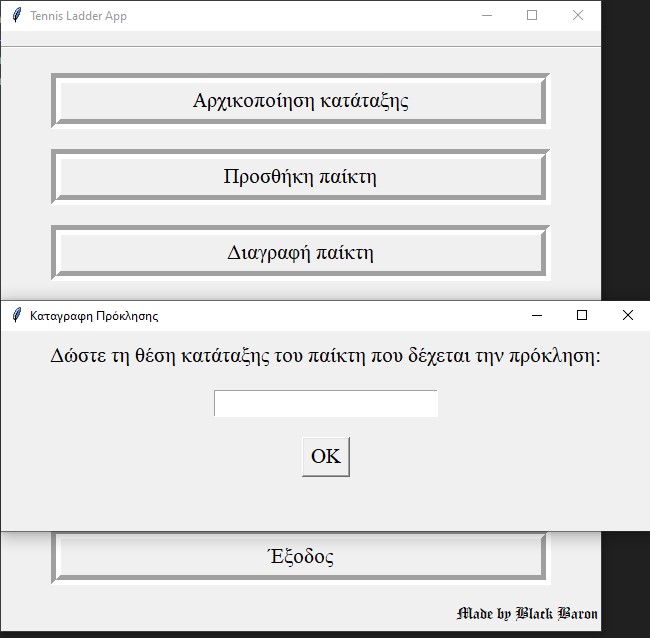 Tennis Ladder App
Αρχικοποίηση κατάταξης
Προσθήκη παίκτη
Διαγραφή παίκτη
Καταγραφη Πρόκλησης
Δώστε τη θέση κατάταξης του παίκτη που δέχεται την πρόκληση:
OK
Έξοδος
Made by Black Baron